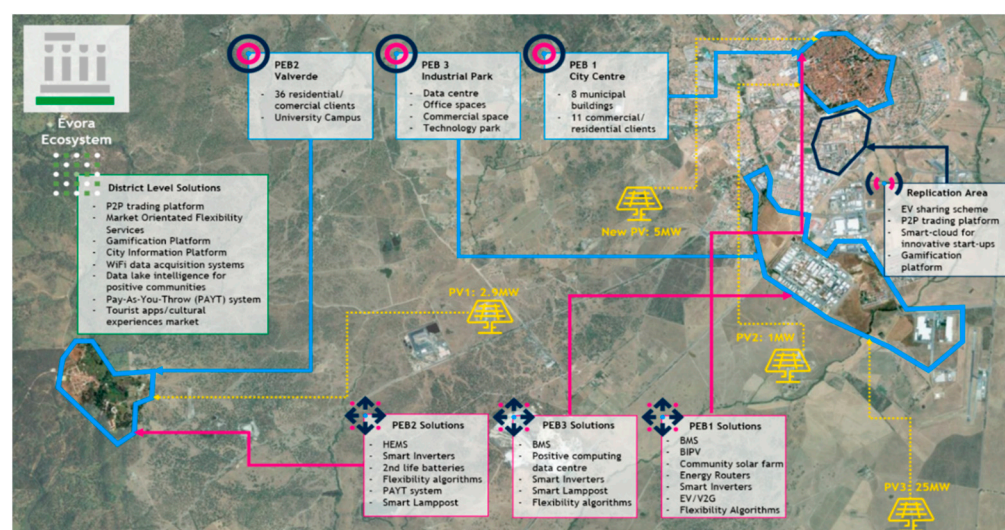 Évora
Ecosystem
PEB2
Valverde
- 36 residential/
comercial clients
- University Campus
PEB 3
Industrial Park
- Data centre
- Office spaces
- Commercial space
- Technology park
PEB 1
City Centre
- 8 municipal
buildings
- 11 commercial/
residential clients
District Level Solutions
- P2P trading platform
- Market Orientated Flexibility
Services
- Gamification Platform
- City Information Platform
- WiFi data acquisition systems
- Data lake intelligence for
positive communities
- Pay-As-You-Throw (PAYT) system
- Tourist apps/cultural
experiences market
Replication Area
- EV sharing scheme
- P2P trading platform
- Smart-cloud for
innovative start-ups
- Gamification
platform
New PV: 5MW
PV1: 2.9MW
PV2: 1MW
PV3: 25MW
PEB2 Solutions
- HEMS
- Smart Inverters
- 2nd life batteries
- Flexibility algorithms
- PAYT system
- Smart Lamppost
PEB3 Solutions
- BMS
- Positive computing
data centre
- Smart Inverters
- Smart Lamppost
- Flexibility algorithms
PEB1 Solutions
- BMS
- BIPV
- Community solar farm
- Energy Routers
- Smart Inverters
- EV/V2G
- Flexibility Algorithms